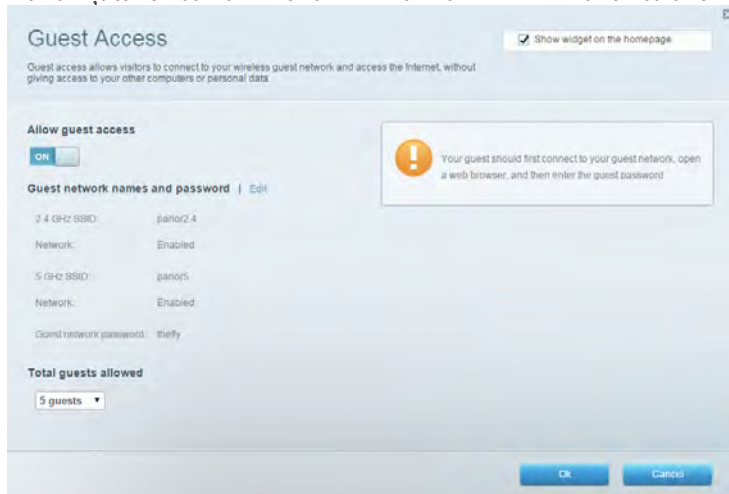 Guest Access
Show widget on the homepage
Guest access allows visitors to connect to your wireless guest network and access the Internet, without
giving access to your other computers or personal data
Allow guest access
ON
Your guest should first connect to your guest network, open
a web browser, and then enter the guest password
Guest network names and password | Edit
2.4 GHz SSID: parlor2.4
Network: Enabled
5 GHz SSID: parlor5
Network: Enabled
Guest network password: thefly
Total guests allowed
5 guests
Ok Cancel